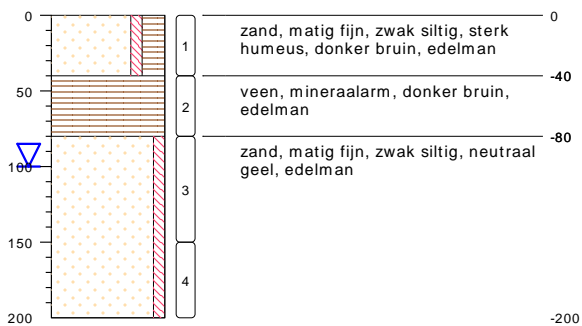 0
50
100
150
200
1
2
3
4
zand, matig fijn, zwak siltig, sterk
humeus, donker bruin, edelman
veen, mineraalarm, donker bruin,
edelman
zand, matig fijn, zwak siltig, neutraal
geel, edelman
0
-40
-80
-200